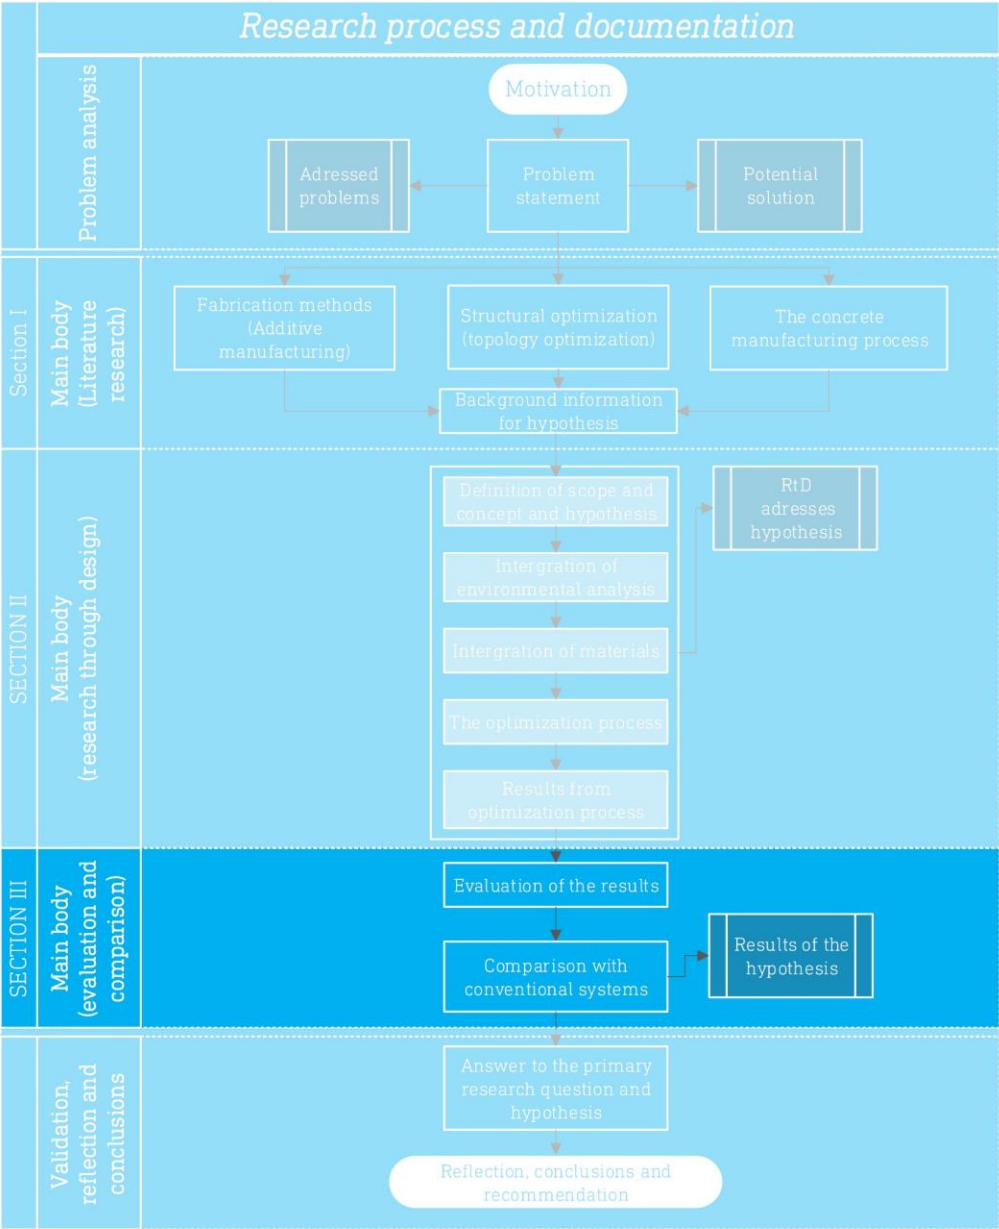 Research process and documentation
Problem analysis
Motivation
Adressed
problems
Problem
statement
Potential
solution
Section I
Main body
(Literature
research)
Fabrication methods
(Additive
manufacturing)
Structural optimization
(topology optimization)
The concrete
manufacturing process
Background information
for hypothesis
SECTION II
Main body
(research through design)
Definition of scope and
concept and hypothesis
RtD
adresses
hypothesis
Intergration of
environmental analysis
Intergration of materials
The optimization process
Results from
optimization process
SECTION III
Main body
(evaluation and
comparison)
Evaluation of the results
Comparison with
conventional systems
Results of the
hypothesis
Validation,
reflection and
conclusions
Answer to the primary
research question and
hypothesis
Reflection, conclusions and
recommendation